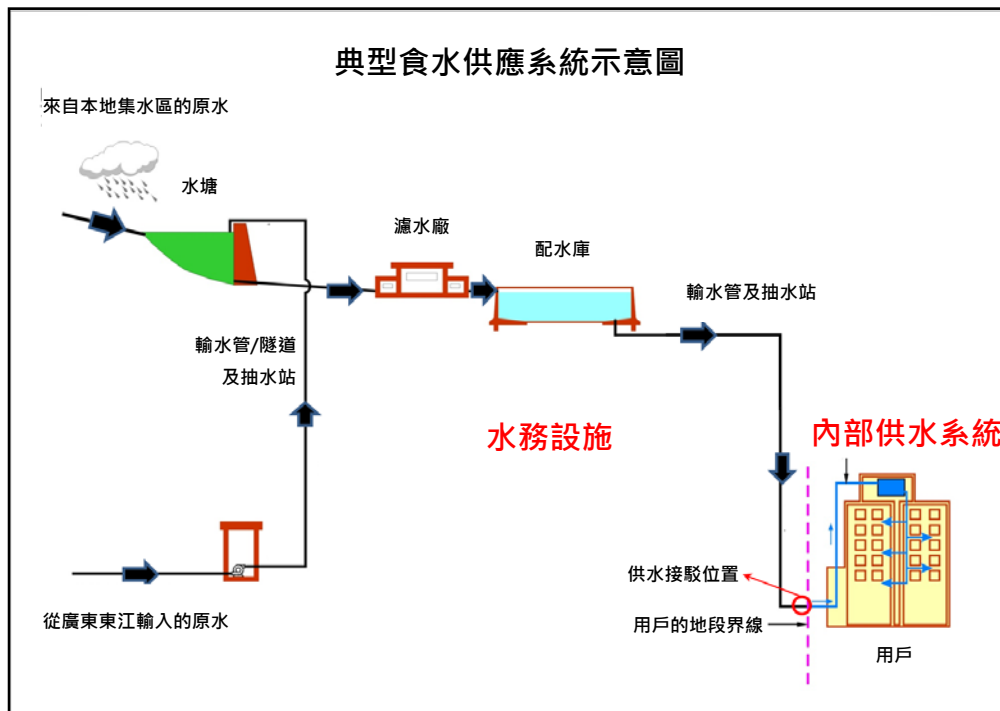 典型食水供應系統示意圖
來自本地集水區的原水
水塘
濾水廠
配水庫
輸水管及抽水站
輸水管/隧道
及抽水站
水務設施
內部供水系統
供水接駁位置
從廣東東江輸入的原水
用戶的地段界線
用戶